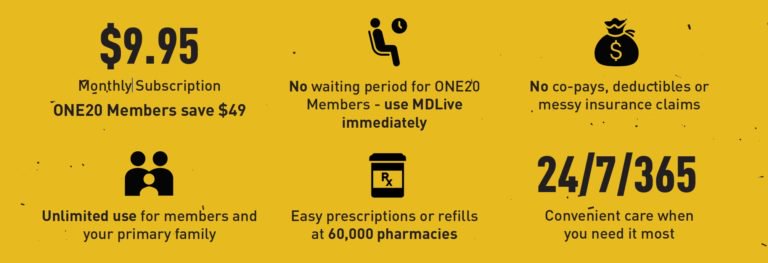 $9.95
Monthly Subscription
ONE20 Members save $49
No waiting period for ONE20
Members - use MDLive
immediately
$
No co-pays, deductibles or
messy insurance claims
Unlimited use for members and
your primary family
Rx
Easy prescriptions or refills
at 60,000 pharmacies
24/7/365
Convenient care when
you need it most